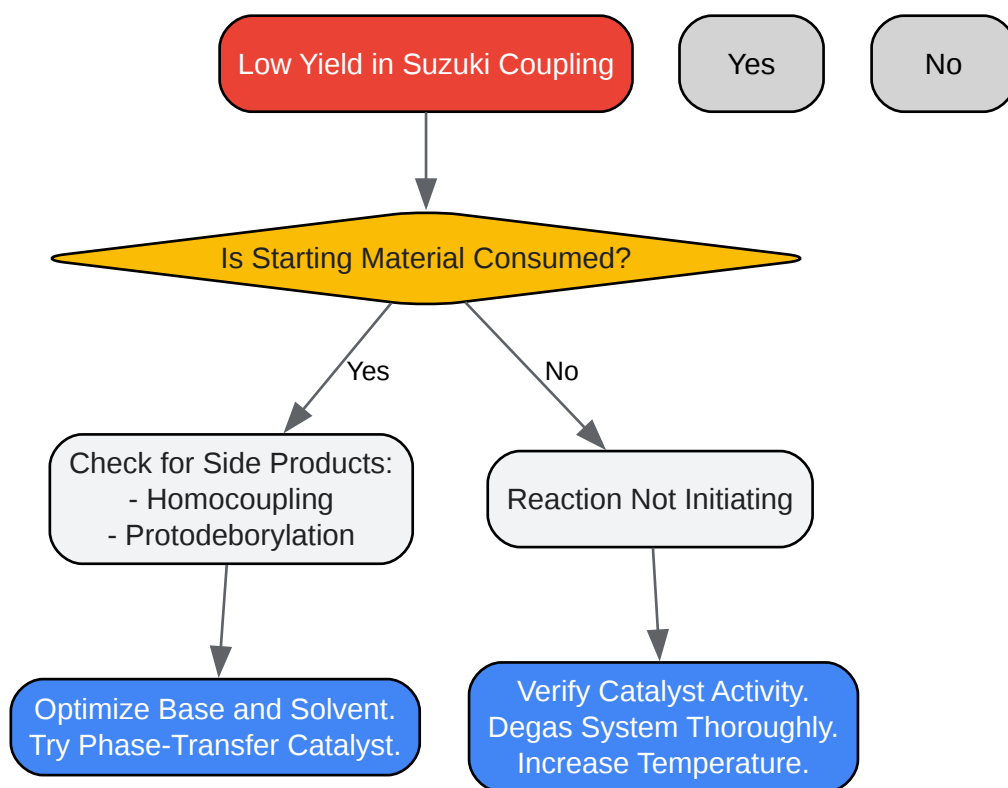 Low Yield in Suzuki Coupling
Yes
No
Is Starting Material Consumed?
Yes
No
Check for Side Products:
- Homocoupling
- Protodeborylation
Reaction Not Initiating
Optimize Base and Solvent.
Try Phase-Transfer Catalyst.
Verify Catalyst Activity.
Degas System Thoroughly.
Increase Temperature.